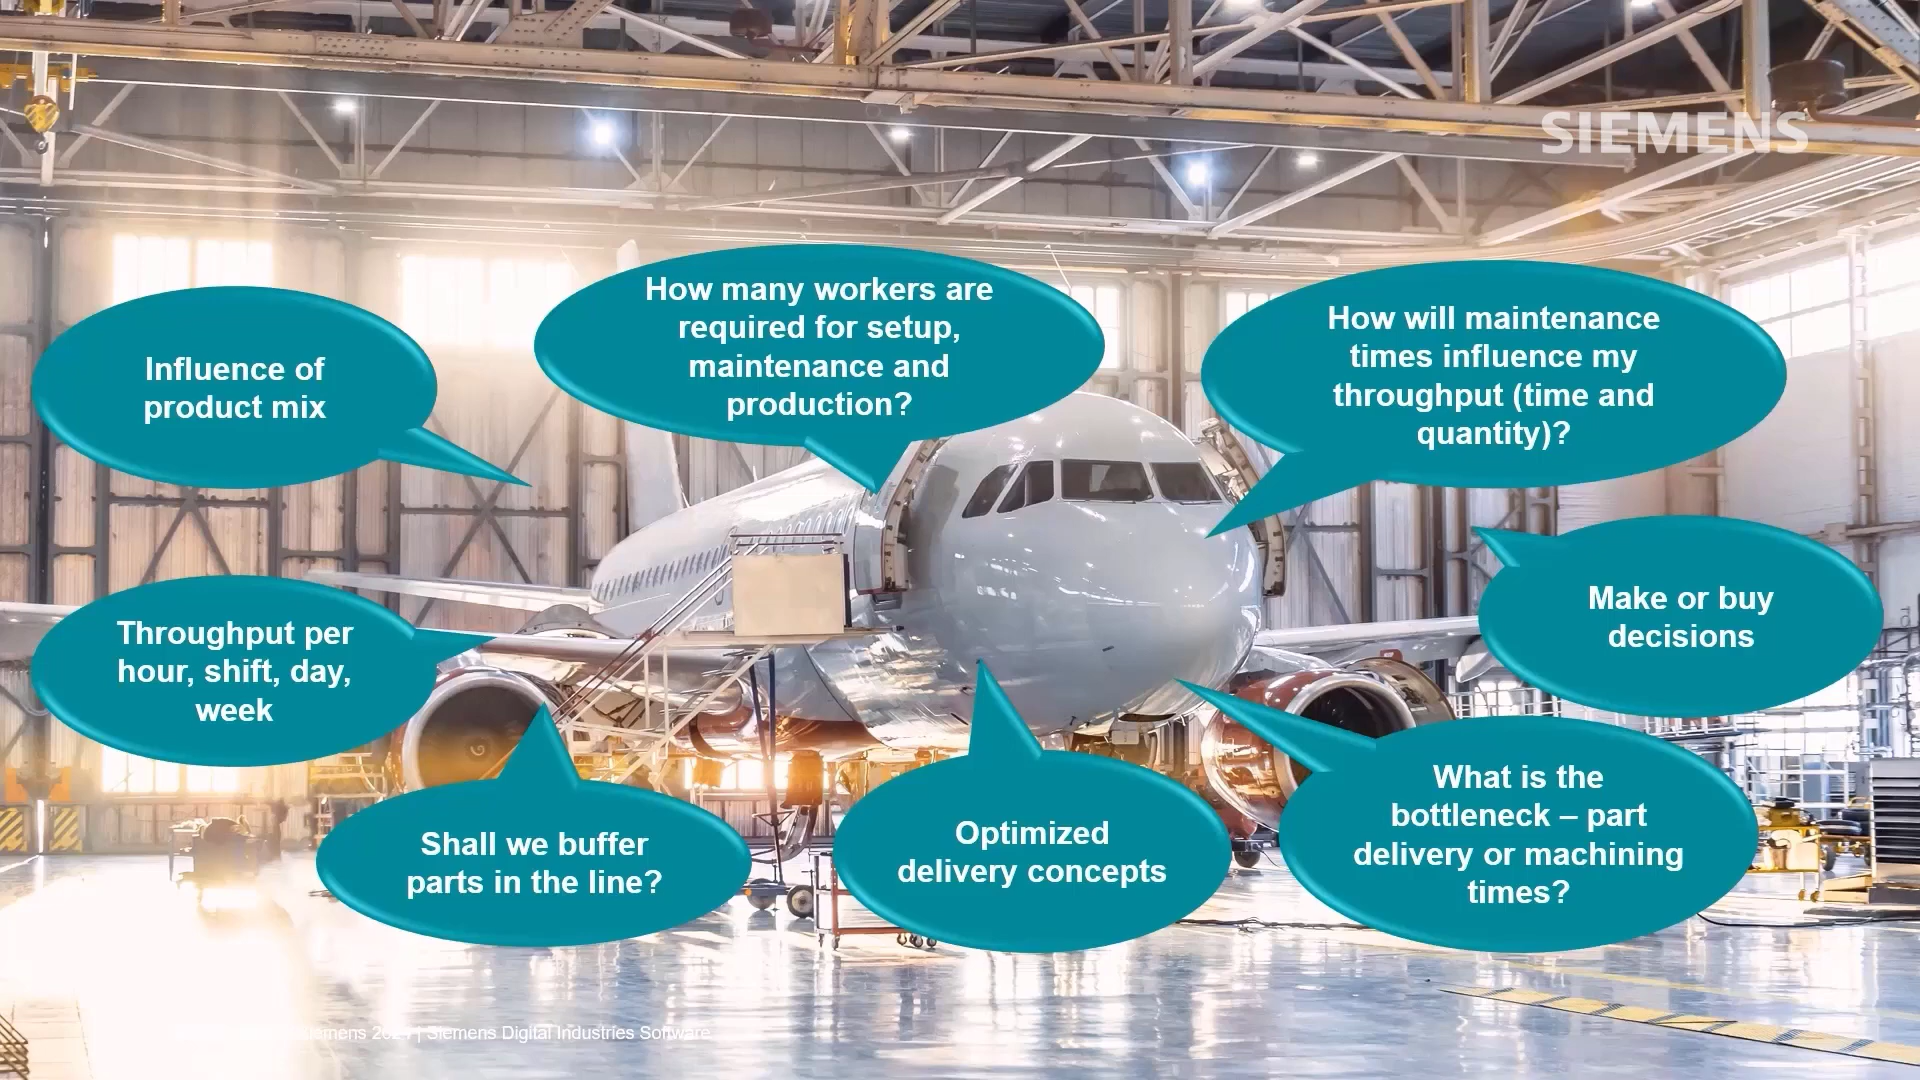 SIEMENS
Influence of
product mix
How many workers are
required for setup,
maintenance and
production?
How will maintenance
times influence my
throughput (time and
quantity)?
Throughput per
hour, shift, day,
week
Make or buy
decisions
Shall we buffer
parts in the line?
Optimized
delivery concepts
What is the
bottleneck – part
delivery or machining
times?
Siemens | Siemens Digital Industries Software